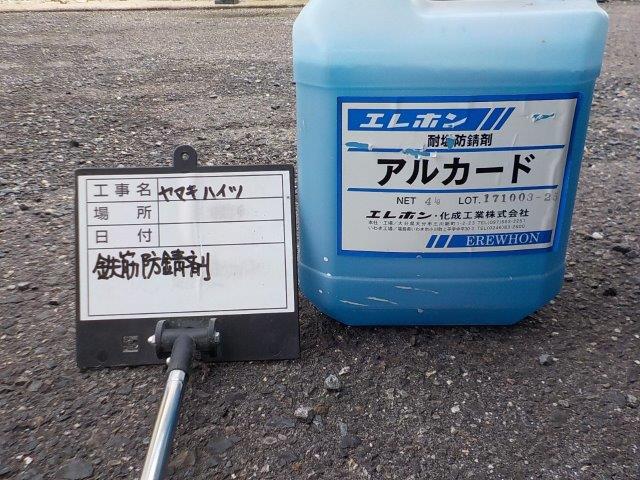 工事名 ヤマキハイツ
場所
日付
鉄筋防錆剤
エレホン
耐塩防錆剤
アルカード
NET 4㎏ LOT.171003-
エレホン・化成工業株式会社
EREWHON